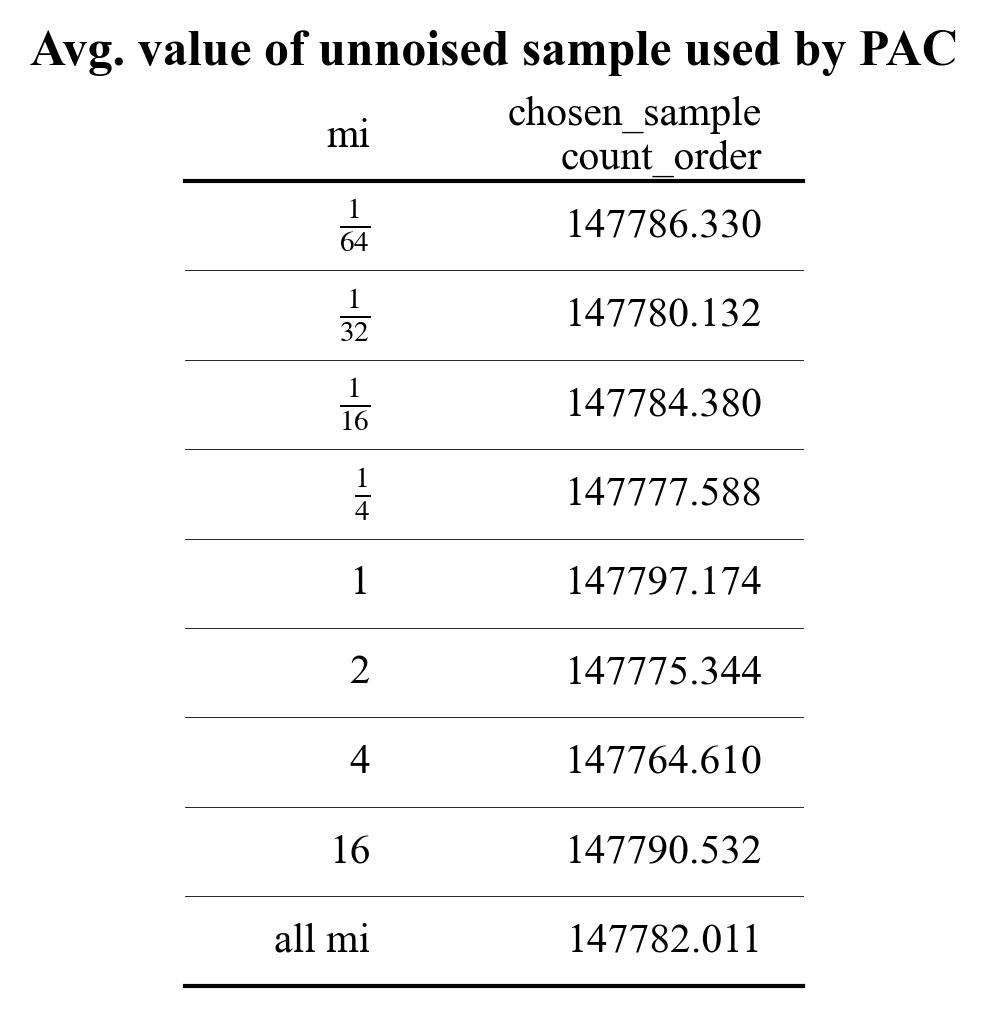 Avg. value of unnoised sample used by PAC
mi chosen_sample count_order
1/64 147786.330
1/32 147780.132
1/16 147784.380
1/4 147777.588
1 147797.174
2 147775.344
4 147764.610
16 147790.532
all mi 147782.011